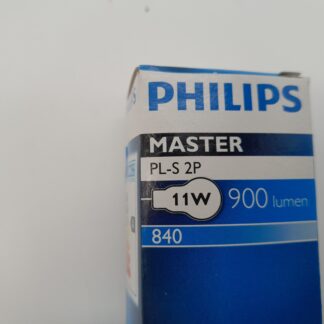 PHILIPS
MASTER
PL-S 2P
11W 900 lumen
840